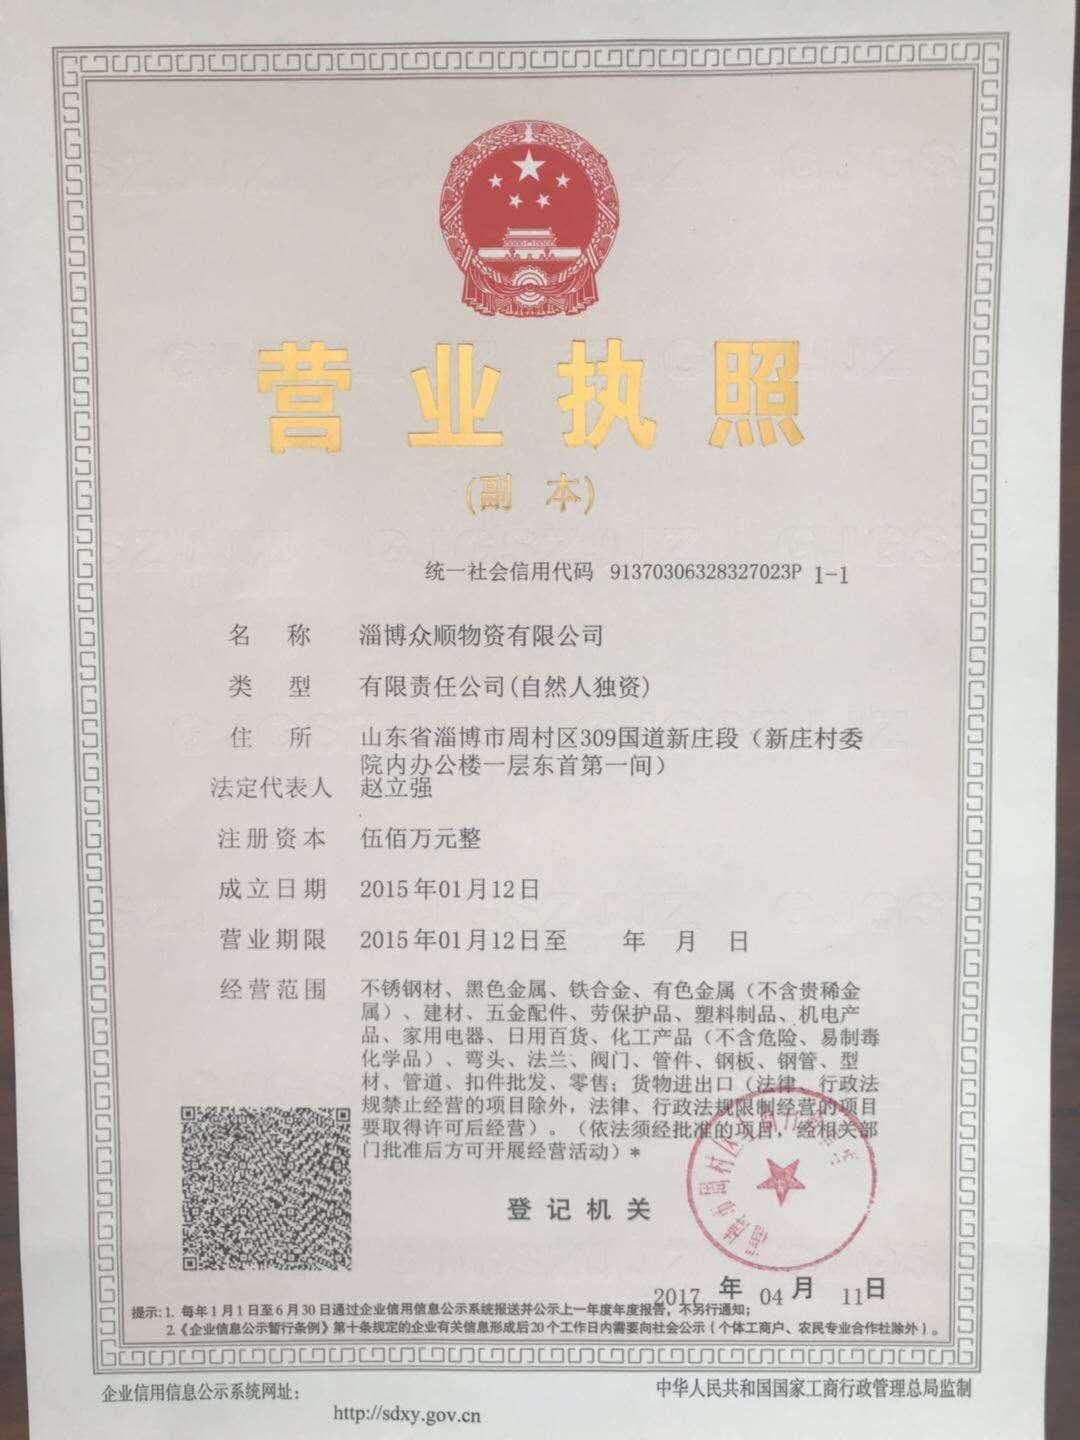 营业执照
(副 本)
统一社会信用代码 91370306328327023P 1-1
名 称 淄博众顺物资有限公司
类 型 有限责任公司(自然人独资)
住 所 山东省淄博市周村区309国道新庄段（新庄村委
院内办公楼一层东首第一间）
法定代表人 赵立强
注册资本 伍佰万元整
成立日期 2015年01月12日
营业期限 2015年01月12日至 年 月 日
经营范围 不锈钢材、黑色金属、铁合金、有色金属（不含贵稀金
属）、建材、五金配件、劳保护品、塑料制品、机电产
品、家用电器、日用百货、化工产品（不含危险、易制毒
化学品）、弯头、法兰、阀门、管件、钢板、钢管、型
材、管道、扣件批发、零售；货物进出口（法律、行政法
规禁止经营的项目除外，法律、行政法规限制经营的项目
要取得许可后经营）。（依法须经批准的项目，经相关部
门批准后方可开展经营活动）*
登记机关
2017 年 04 月 11 日
提示:1. 每年1月1日至6月30日通过企业信用信息公示系统报送并公示上一年度年度报告，不另行通知；
2.《企业信息公示暂行条例》第十条规定的企业有关信息形成后20个工作日内需要向社会公示（个体工商户、农民专业合作社除外）。
企业信用信息公示系统网址：
http://sdxy.gov.cn
中华人民共和国国家工商行政管理总局监制